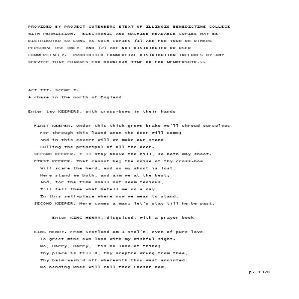 PROVIDED BY PROJECT GUTENBERG ETEXT OF ILLINOIS BENEDICTINE COLLEGE
WITH PERMISSION. ELECTRONIC AND MACHINE READABLE COPIES MAY BE
DISTRIBUTED SO LONG AS SUCH COPIES (1) ARE FOR YOUR OR OTHERS
PERSONAL USE ONLY, AND (2) ARE NOT DISTRIBUTED OR USED
COMMERCIALLY. PROHIBITED COMMERCIAL DISTRIBUTION INCLUDES BY ANY
SERVICE THAT CHARGES FOR DOWNLOAD TIME OR FOR MEMBERSHIP.>>
ACT III. SCENE 1.
A chase in the north of England
Enter two KEEPERS, with cross-bows in their hands
FIRST KEEPER. Under this thick-grown brake we'll shroud ourselves,
For through this laund anon the deer will come;
And in this covert will we make our stand,
Culling the principal of all the deer.
SECOND KEEPER. I'll stay above the hill, so both may shoot.
FIRST KEEPER. That cannot be; the noise of thy cross-bow
Will scare the herd, and so my shoot is lost.
Here stand we both, and aim we at the best;
And, for the time shall not seem tedious,
I'll tell thee what befell me on a day
In this self-place where now we mean to stand.
SECOND KEEPER. Here comes a man; let's stay till he be past.
Enter KING HENRY, disguised, with a prayer-book
KING HENRY. From Scotland am I stol'n, even of pure love,
To greet mine own land with my wishful sight.
No, Harry, Harry, 'tis no land of thine;
Thy place is fill'd, thy sceptre wrung from thee,
Thy balm wash'd off wherewith thou wast anointed.
No bending knee will call thee Caesar now,